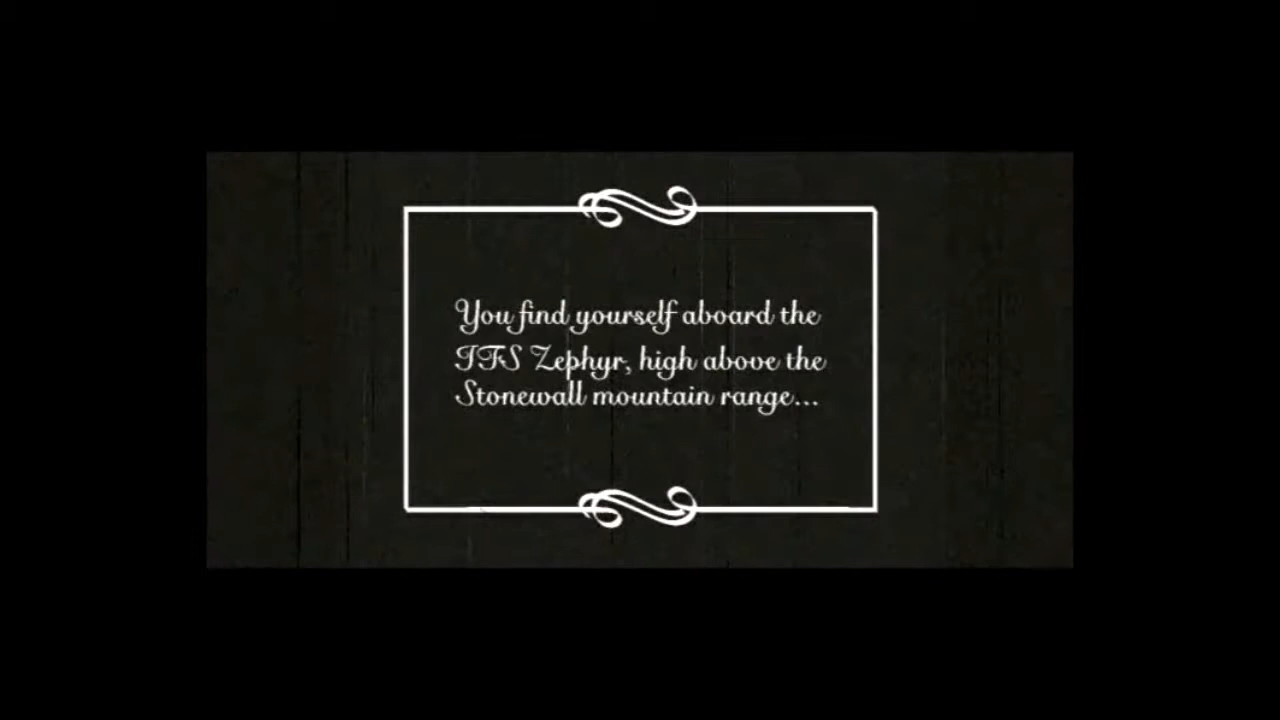 You find yourself aboard the
IFS Zephyr, high above the
Stonewall mountain range...